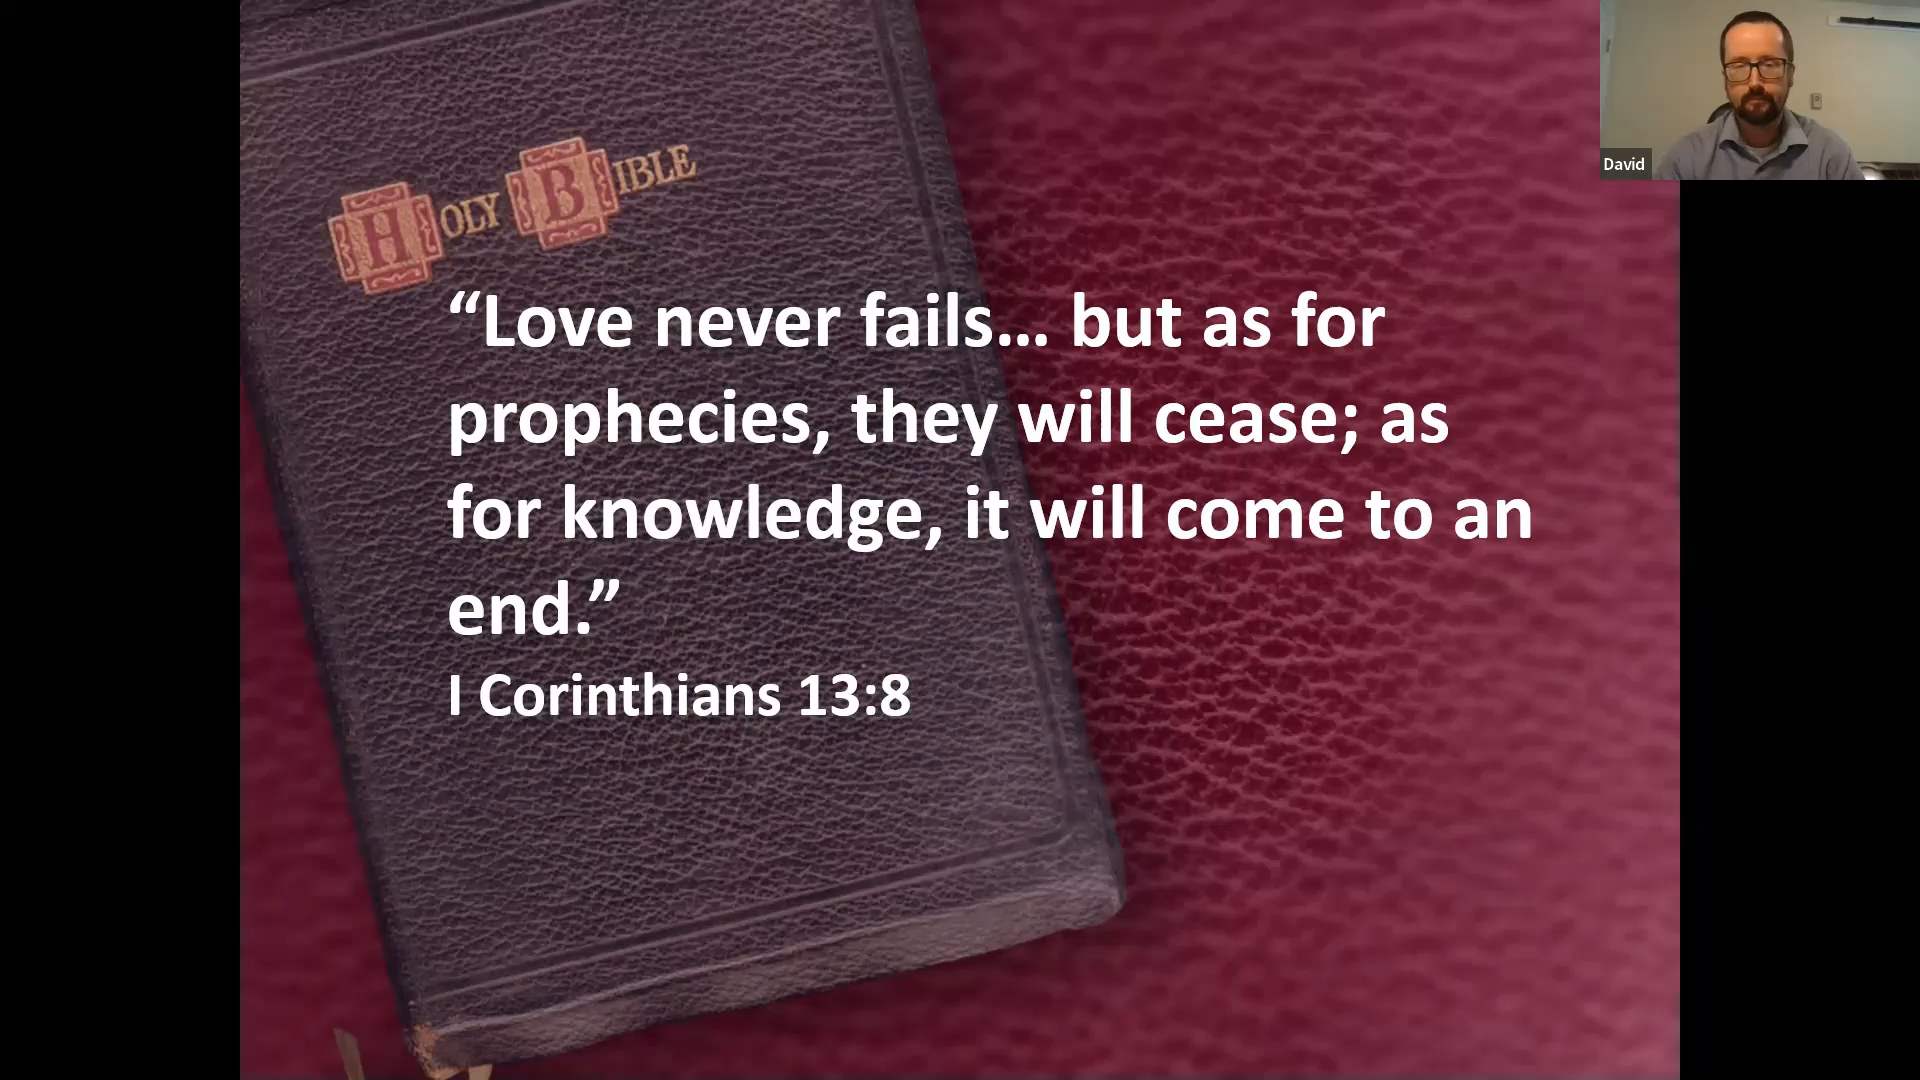 HOLY BIBLE
“Love never fails... but as for
prophecies, they will cease; as
for knowledge, it will come to an
end.”
I Corinthians 13:8
David